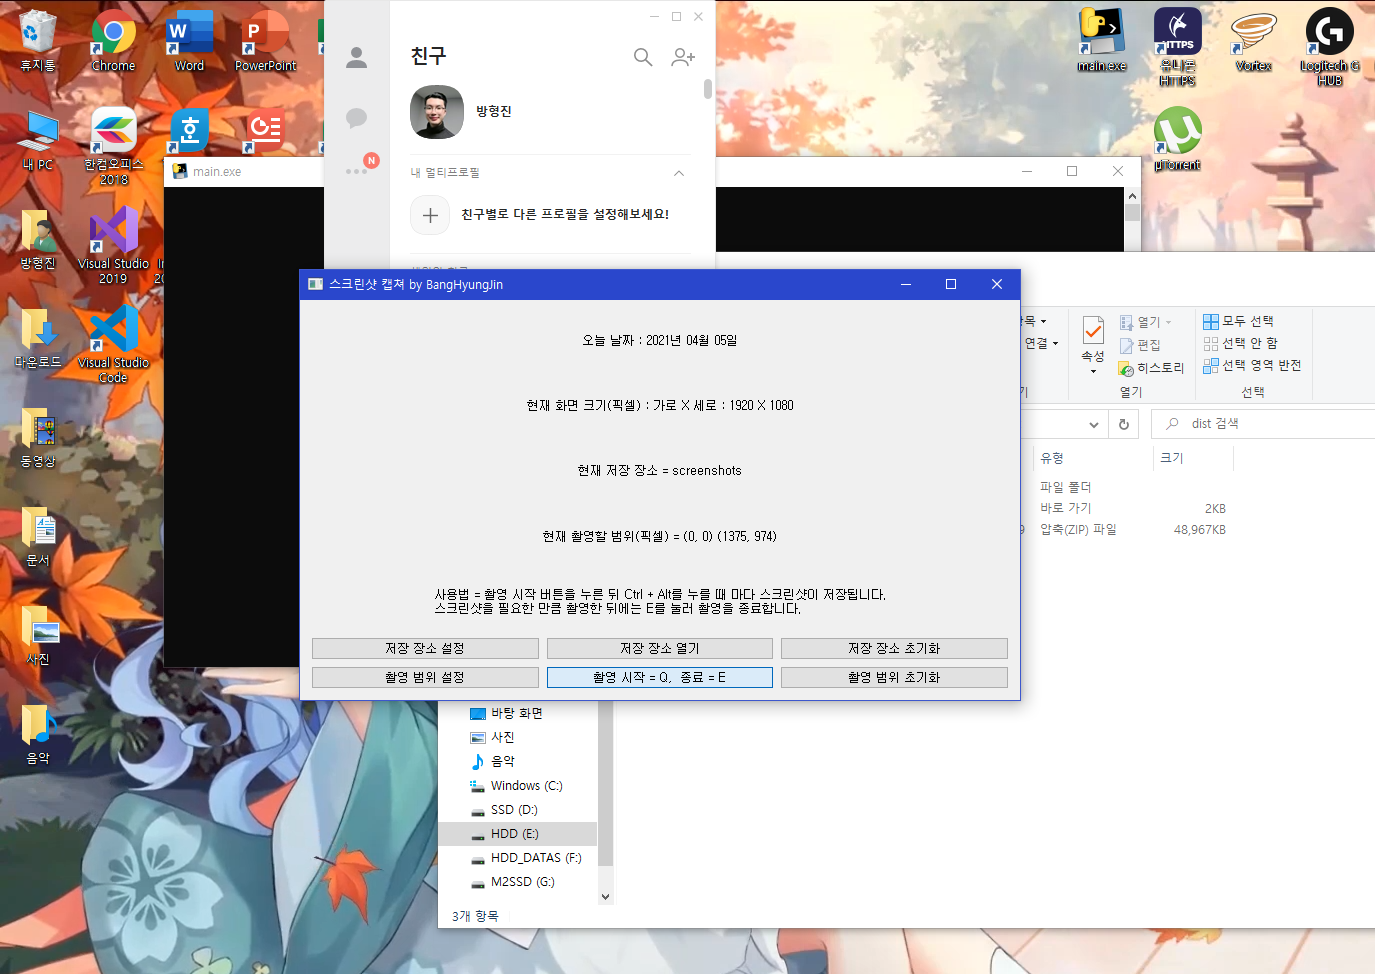 휴지통
Chrome
Word
PowerPoint
내 PC
한컴오피스
2018
방형진
Visual Studio
2019
다운로드
Visual Studio
Code
동영상
문서
사진
음악
main.exe
유니콘
HTTPS
Vortex
Logitech G
HUB
µTorrent
친구
방형진
N
내 멀티프로필
친구별로 다른 프로필을 설정해보세요!
main.exe
스크린샷 캡쳐 by BangHyungJin
오늘 날짜 : 2021년 04월 05일
현재 화면 크기(픽셀) : 가로 X 세로 : 1920 X 1080
현재 저장 장소 = screenshots
현재 촬영할 범위(픽셀) = (0, 0) (1375, 974)
사용법 = 촬영 시작 버튼을 누른 뒤 Ctrl + Alt를 누를 때 마다 스크린샷이 저장됩니다.
스크린샷을 필요한 만큼 촬영한 뒤에는 E를 눌러 촬영을 종료합니다.
저장 장소 설정
저장 장소 열기
저장 장소 초기화
촬영 범위 설정
촬영 시작 = Q, 종료 = E
촬영 범위 초기화
연결
속성
열기
편집
히스토리
열기
모두 선택
선택 안 함
선택 영역 반전
선택
dist 검색
유형
크기
파일 폴더
바로 가기
2KB
압축(ZIP) 파일
48,967KB
바탕 화면
사진
음악
Windows (C:)
SSD (D:)
HDD (E:)
HDD_DATAS (F:)
M2SSD (G:)
3개 항목